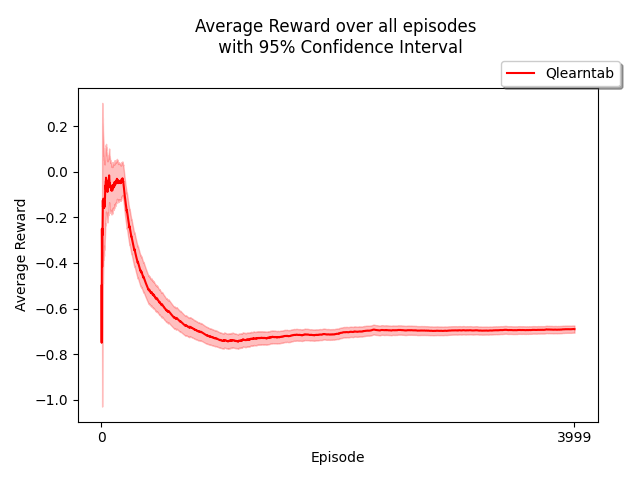 Average Reward over all episodes
with 95% Confidence Interval
Qlearntab
Average Reward
0.2
0.0
−0.2
−0.4
−0.6
−0.8
−1.0
0
3999
Episode